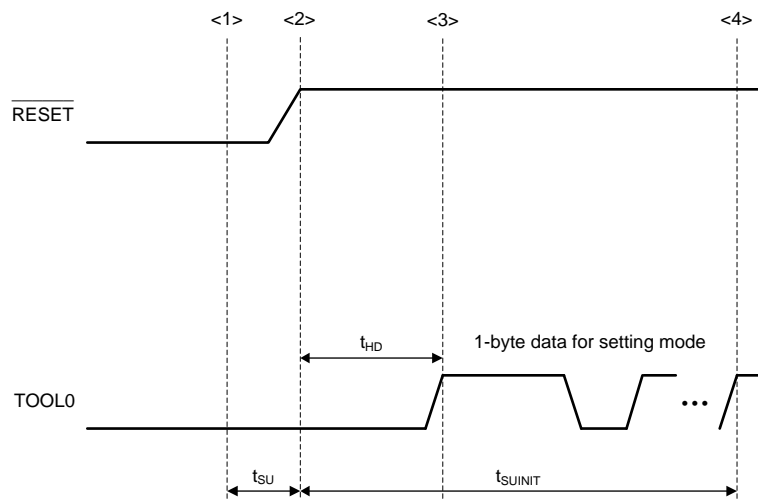 <1> <2> <3> <4>
RESET
tHD
1-byte data for setting mode
TOOL0
•••
tSU
tSUINIT